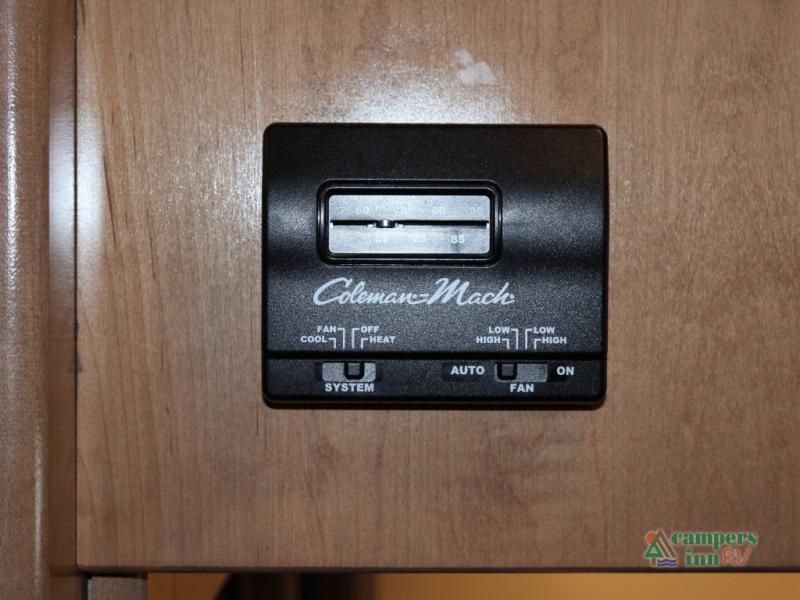 65 75 85
Coleman-Mach
FAN OFF LOW LOW
COOL HEAT HIGH HIGH
AUTO ON
SYSTEM FAN
campers
inn RV